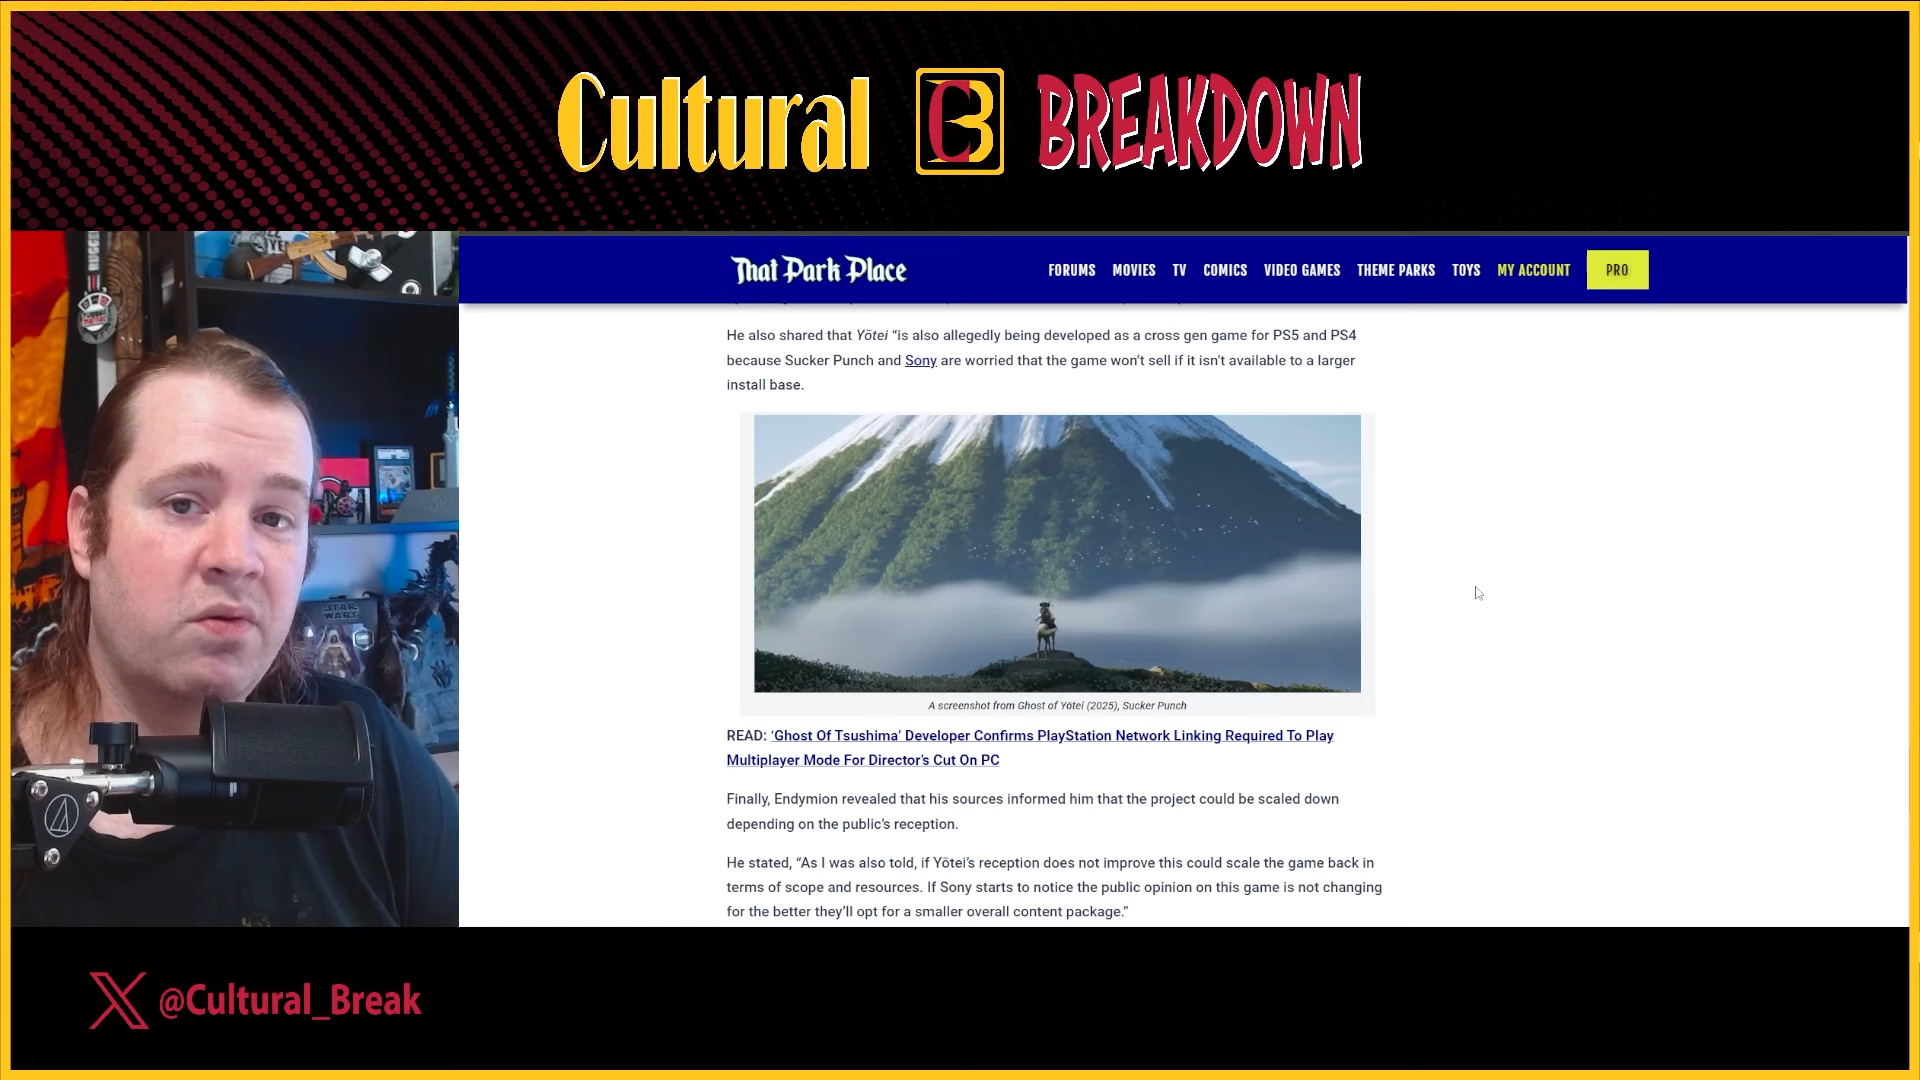 Cultural CB BREAKDOWN
That Park Place
FORUMS MOVIES TV COMICS VIDEO GAMES THEME PARKS TOYS MY ACCOUNT PRO
He also shared that Yōtei “is also allegedly being developed as a cross gen game for PS5 and PS4
because Sucker Punch and Sony are worried that the game won’t sell if it isn’t available to a larger
install base.
A screenshot from Ghost of Yōtei (2025), Sucker Punch
READ: ‘Ghost Of Tsushima’ Developer Confirms PlayStation Network Linking Required To Play
Multiplayer Mode For Director’s Cut On PC
Finally, Endymion revealed that his sources informed him that the project could be scaled down
depending on the public’s reception.
He stated, “As I was also told, if Yōtei’s reception does not improve this could scale the game back in
terms of scope and resources. If Sony starts to notice the public opinion on this game is not changing
for the better they’ll opt for a smaller overall content package.”
STAR
WARS
X @Cultural_Break